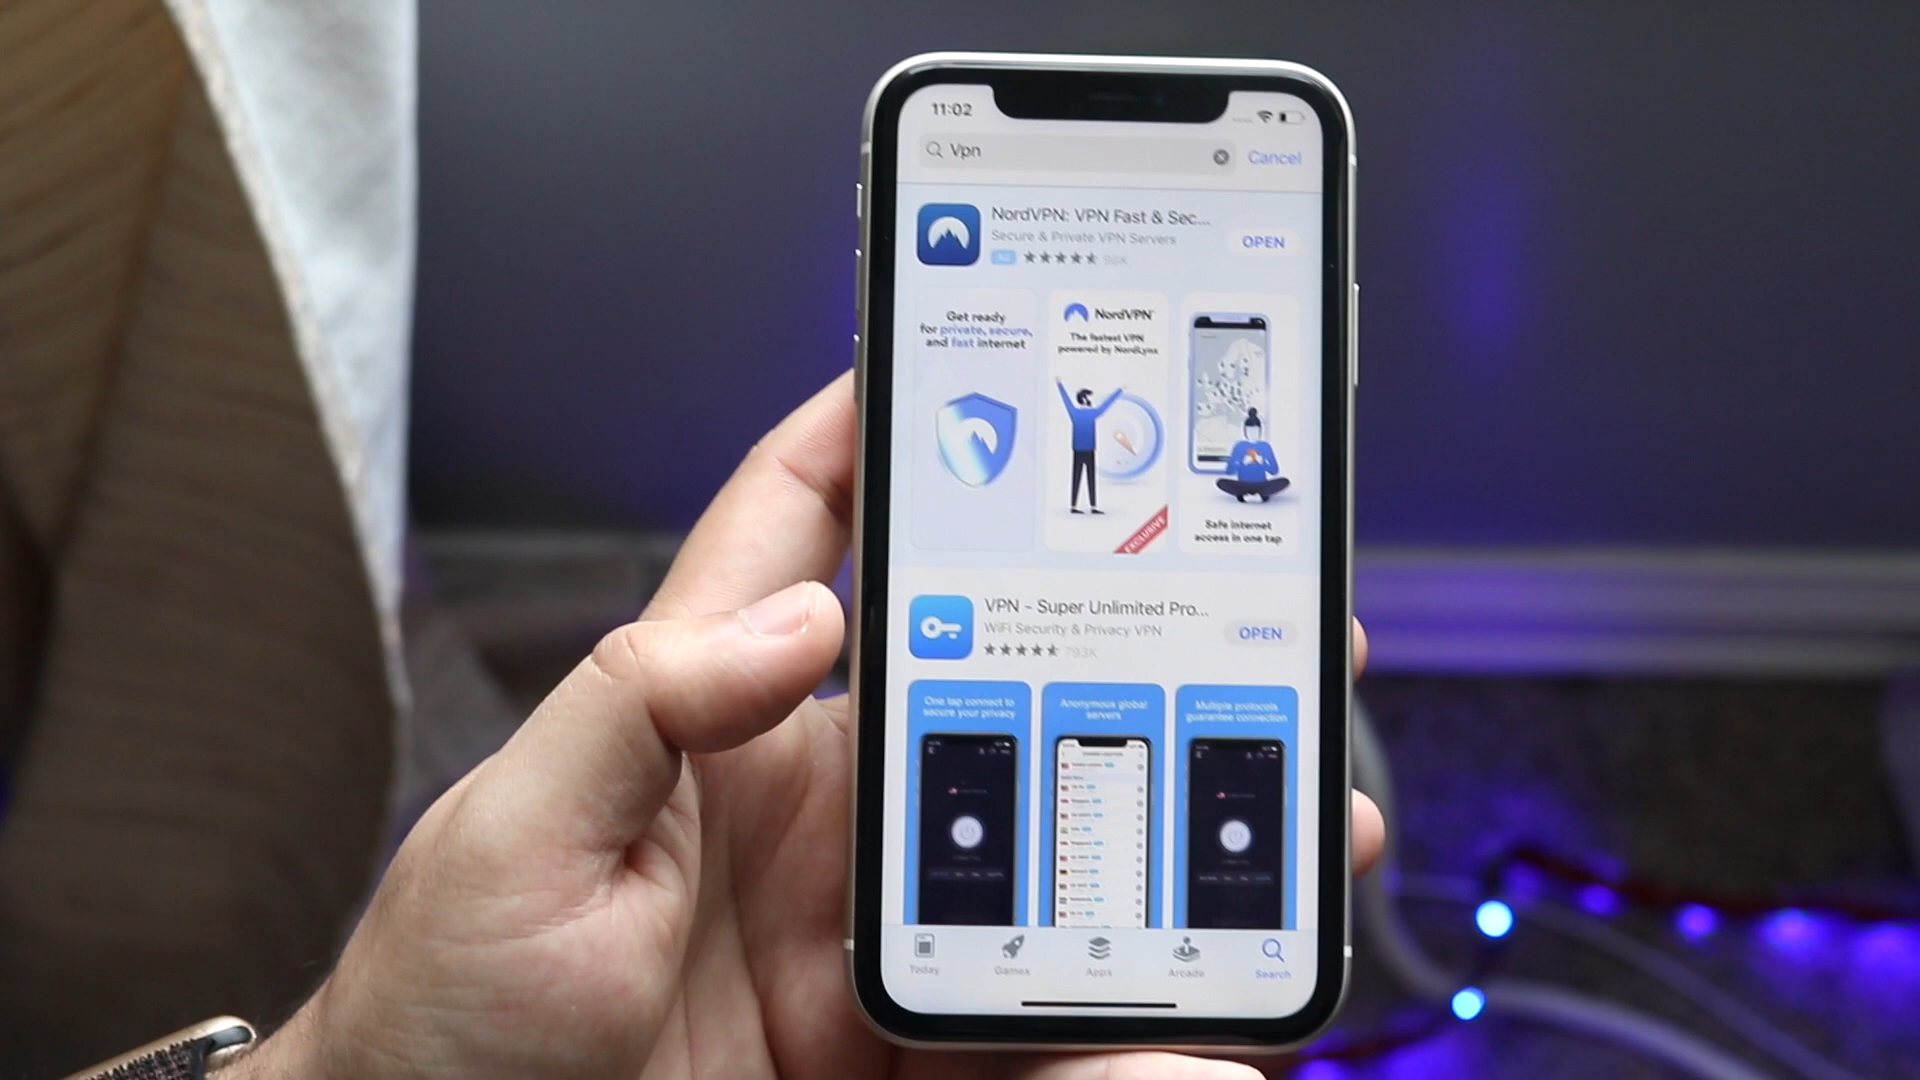 11:02
Vpn
Cancel
NordVPN: VPN Fast & Sec...
Secure & Private VPN Servers
OPEN
Ad
98K
Get ready
for private, secure,
and fast internet
NordVPN
The fastest VPN
powered by NordLynx
EXCLUSIVE
Safe internet
access in one tap
VPN - Super Unlimited Pro...
WiFi Security & Privacy VPN
OPEN
793K
One tap connect to
secure your privacy
Anonymous global
servers
Multiple protocols
guarantee connection
Today
Games
Apps
Arcade
Search